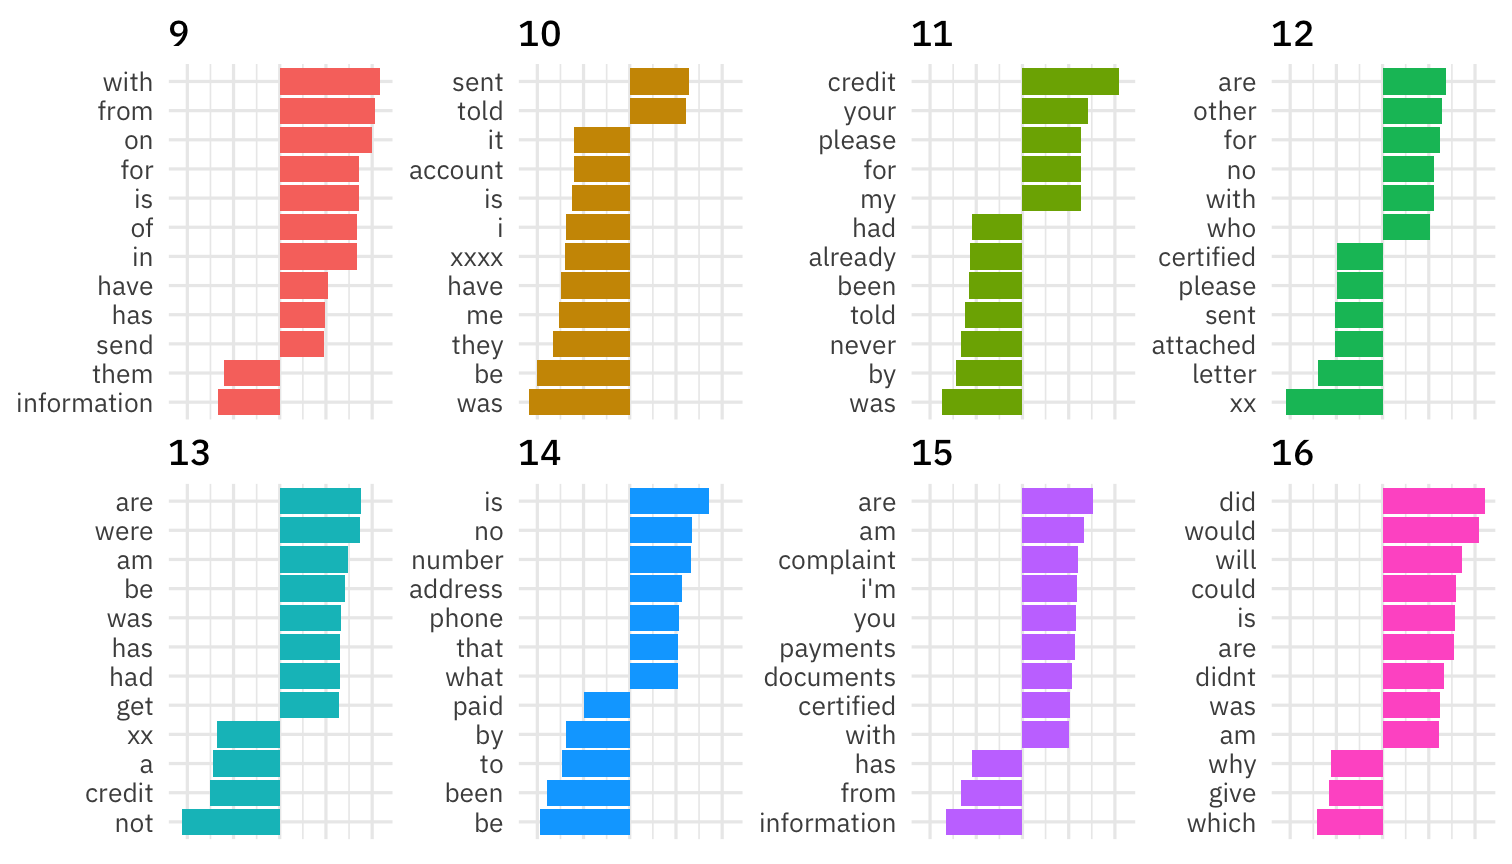 9
with
from
on
for
is
of
in
have
has
send
them
information
10
sent
told
it
account
is
i
xxxx
have
me
they
be
was
11
credit
your
please
for
my
had
already
been
told
never
by
was
12
are
other
for
no
with
who
certified
please
sent
attached
letter
xx
13
are
were
am
be
was
has
had
get
xx
a
credit
not
14
is
no
number
address
phone
that
what
paid
by
to
been
be
15
are
am
complaint
i'm
you
payments
documents
certified
with
has
from
information
16
did
would
will
could
is
are
didnt
was
am
why
give
which